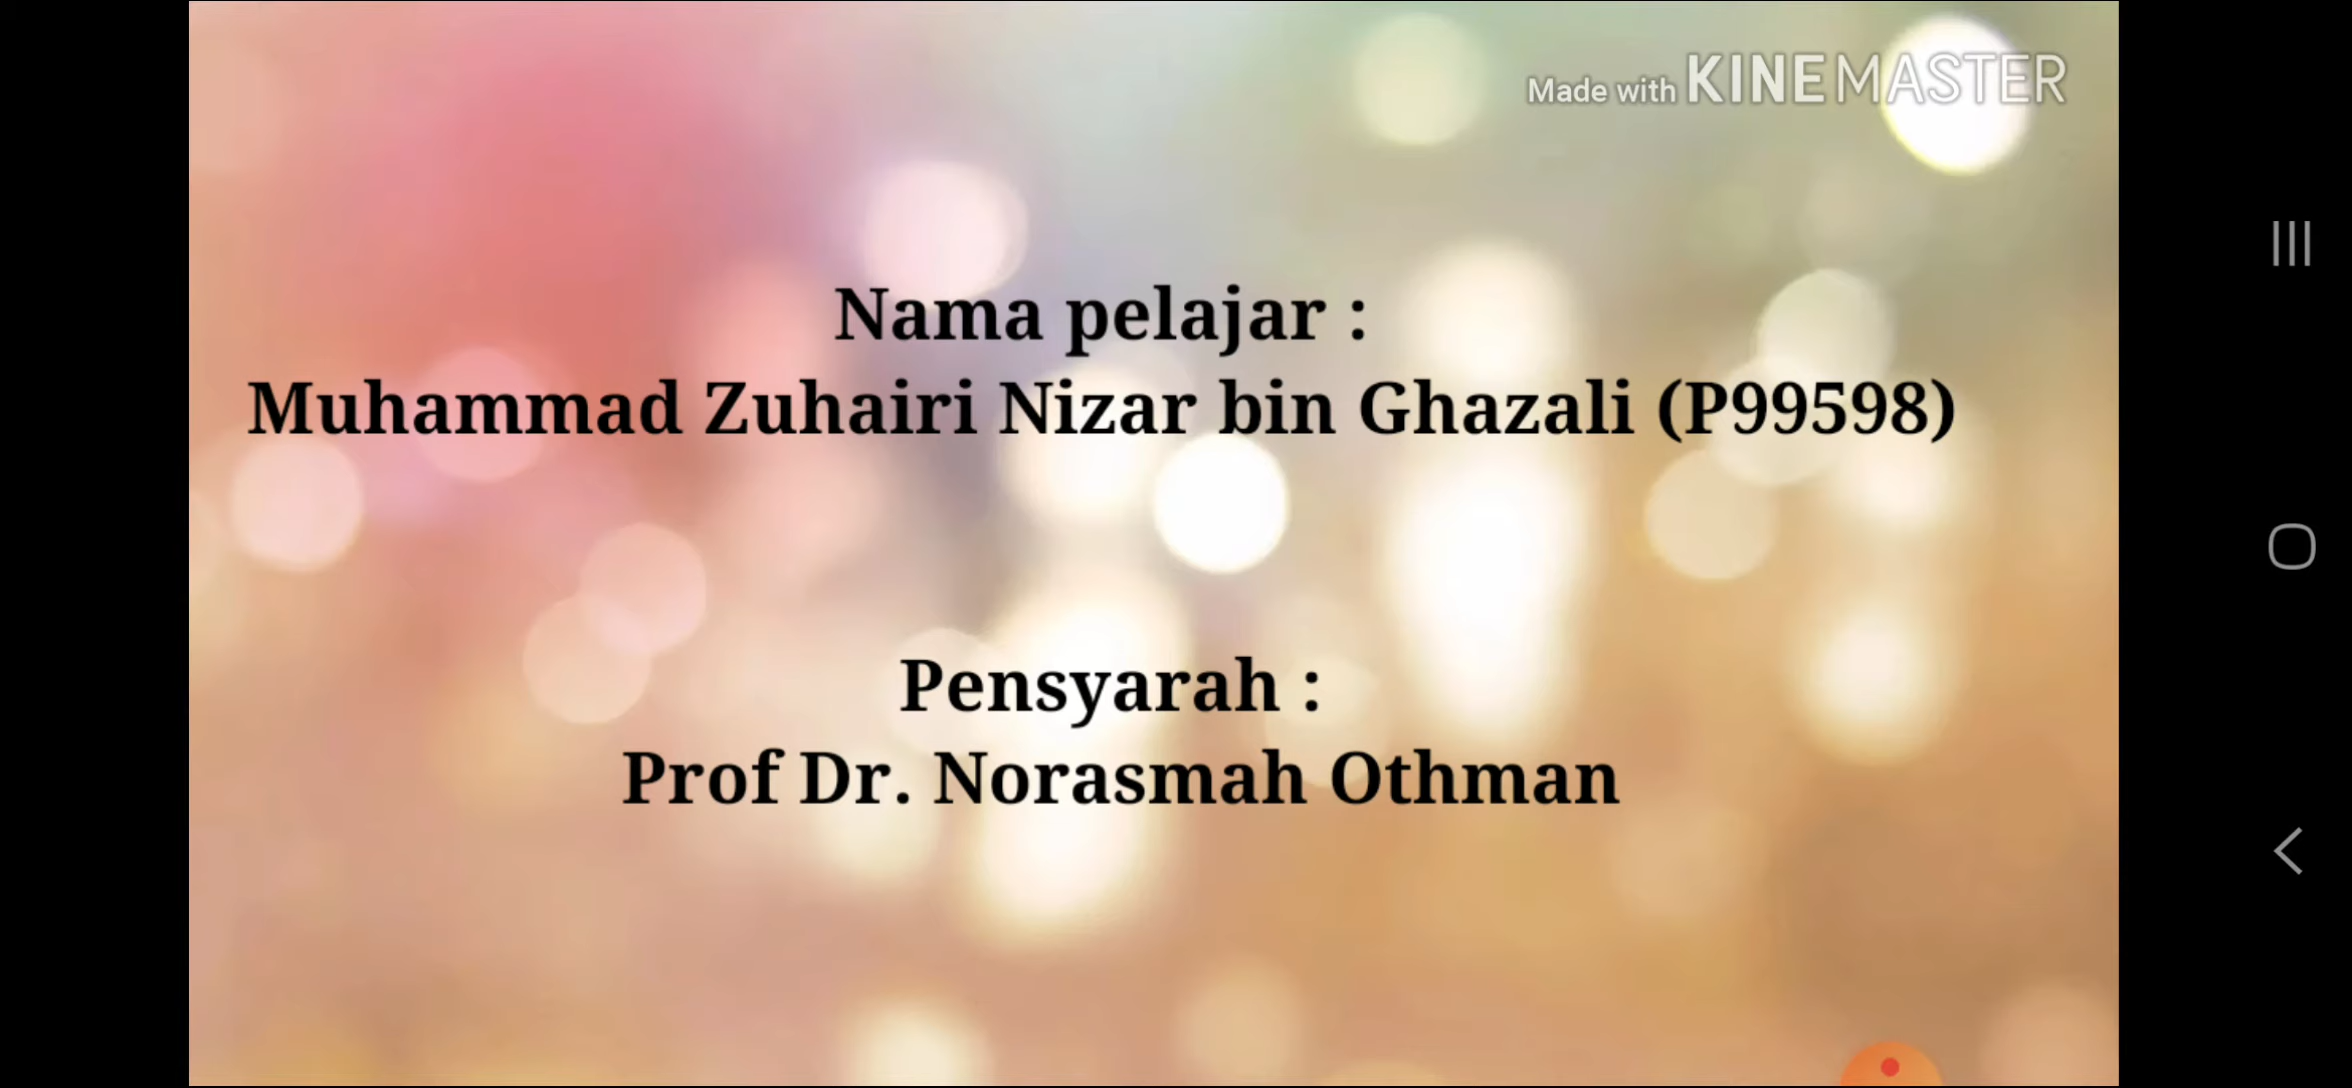 Made with KINEMASTER
Nama pelajar :
Muhammad Zuhairi Nizar bin Ghazali (P99598)
Pensyarah :
Prof Dr. Norasmah Othman